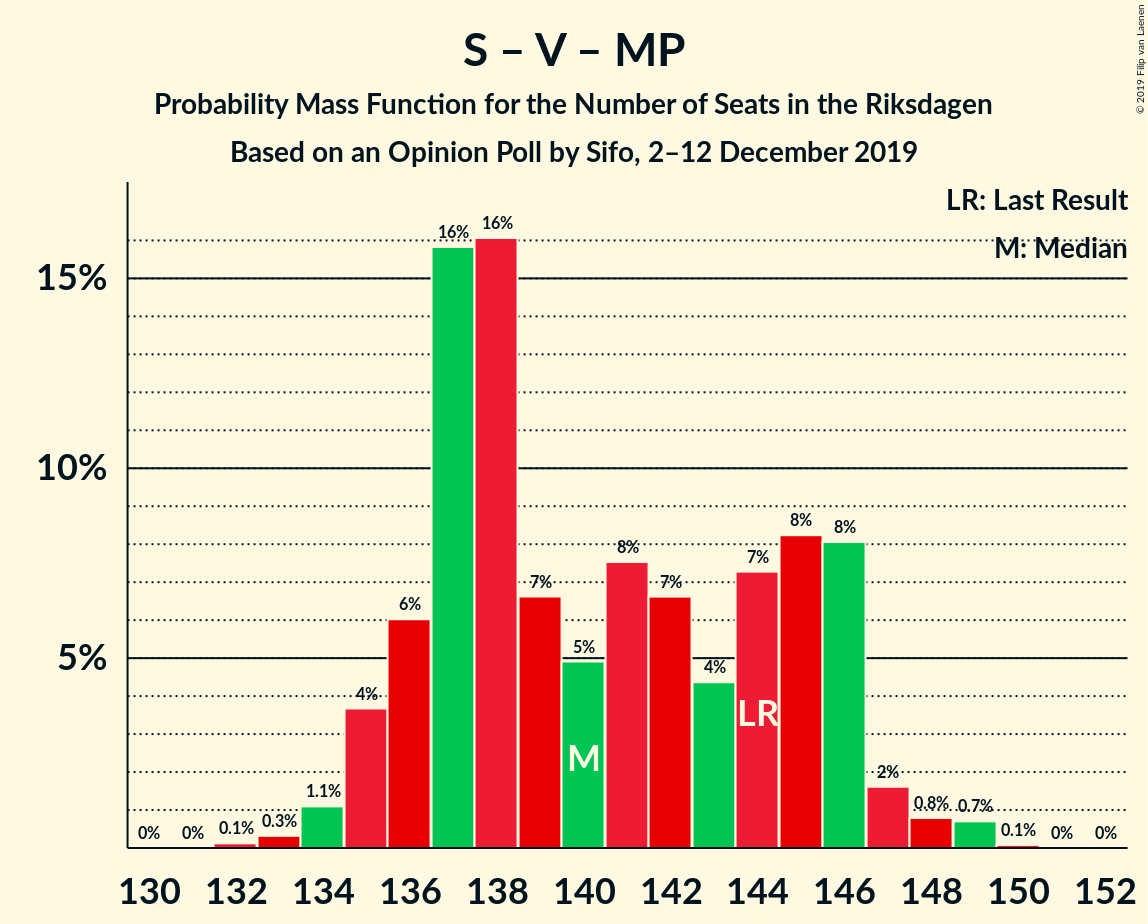 S – V – MP
Probability Mass Function for the Number of Seats in the Riksdagen
Based on an Opinion Poll by Sifo, 2–12 December 2019
© 2019 Filip van Laenen
LR: Last Result
M: Median
15%
10%
5%
0% 0% 0.1% 0.3% 1.1% 4% 6% 16% 16% 7% 5% 8% 7% 4% 7% 8% 8% 2% 0.8% 0.7% 0.1% 0% 0%
M LR
130 132 134 136 138 140 142 144 146 148 150 152